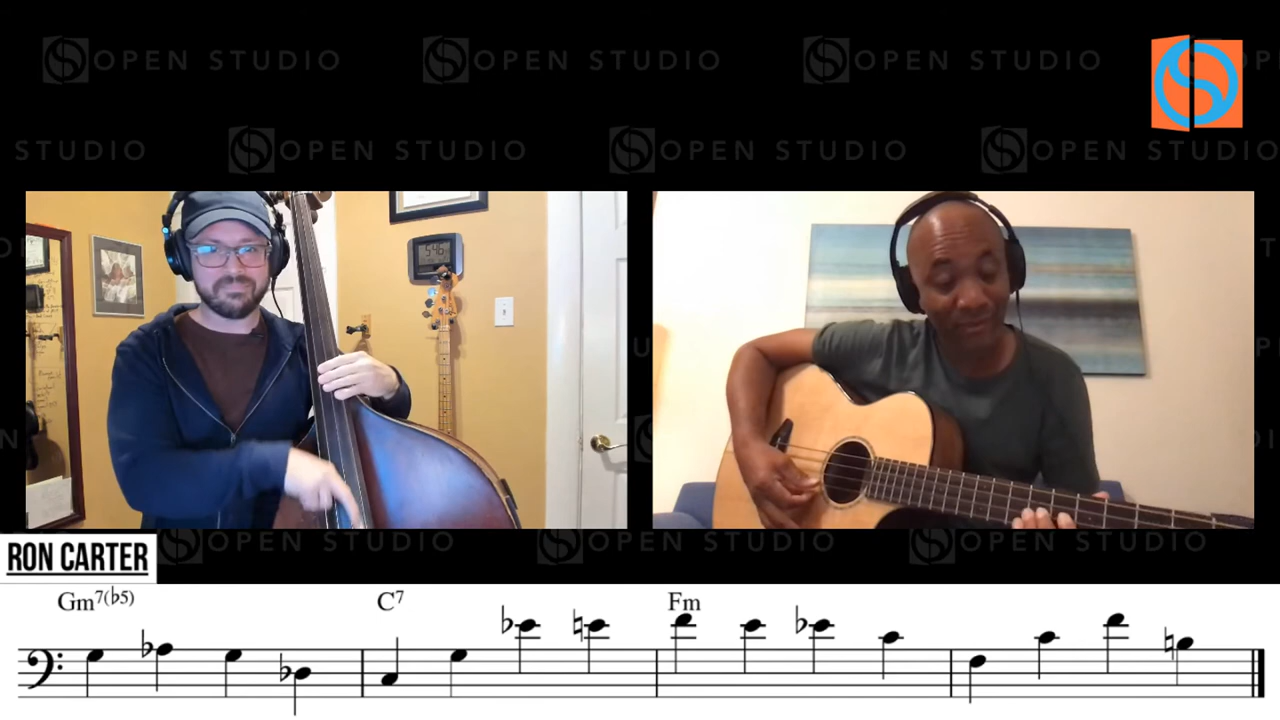 OPEN STUDIO OPEN STUDIO OPEN STUDIO
STUDIO OPEN STUDIO OPEN STUDIO OPEN STUDIO
546
RON CARTER OPEN STUDIO OPEN STUDIO OPEN STUDIO
Gm7(♭5) C7 Fm